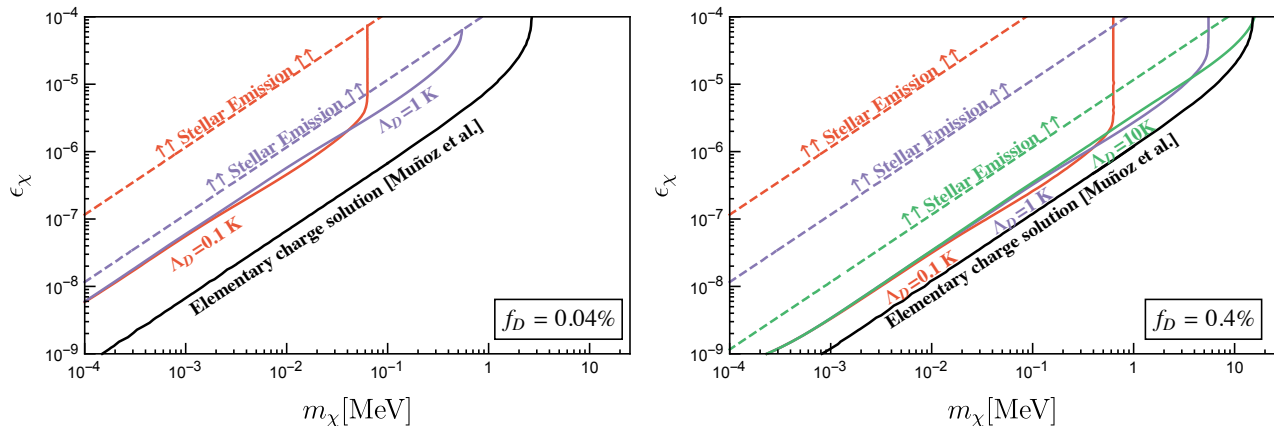 10⁻⁴
10⁻⁵
10⁻⁶
10⁻⁷
10⁻⁸
10⁻⁹
ϵχ
↑↑ Stellar Emission ↑↑
↑↑ Stellar Emission ↑↑
Λ_D=1 K
Λ_D=0.1 K
Elementary charge solution [Muñoz et al.]
f_D = 0.04%
10⁻⁴ 10⁻³ 10⁻² 10⁻¹ 1 10
mχ[MeV]
10⁻⁴
10⁻⁵
10⁻⁶
10⁻⁷
10⁻⁸
10⁻⁹
ϵχ
↑↑ Stellar Emission ↑↑
↑↑ Stellar Emission ↑↑
↑↑ Stellar Emission ↑↑
Λ_D=10K
Λ_D=1 K
Λ_D=0.1 K
Elementary charge solution [Muñoz et al.]
f_D = 0.4%
10⁻⁴ 10⁻³ 10⁻² 10⁻¹ 1 10
mχ[MeV]